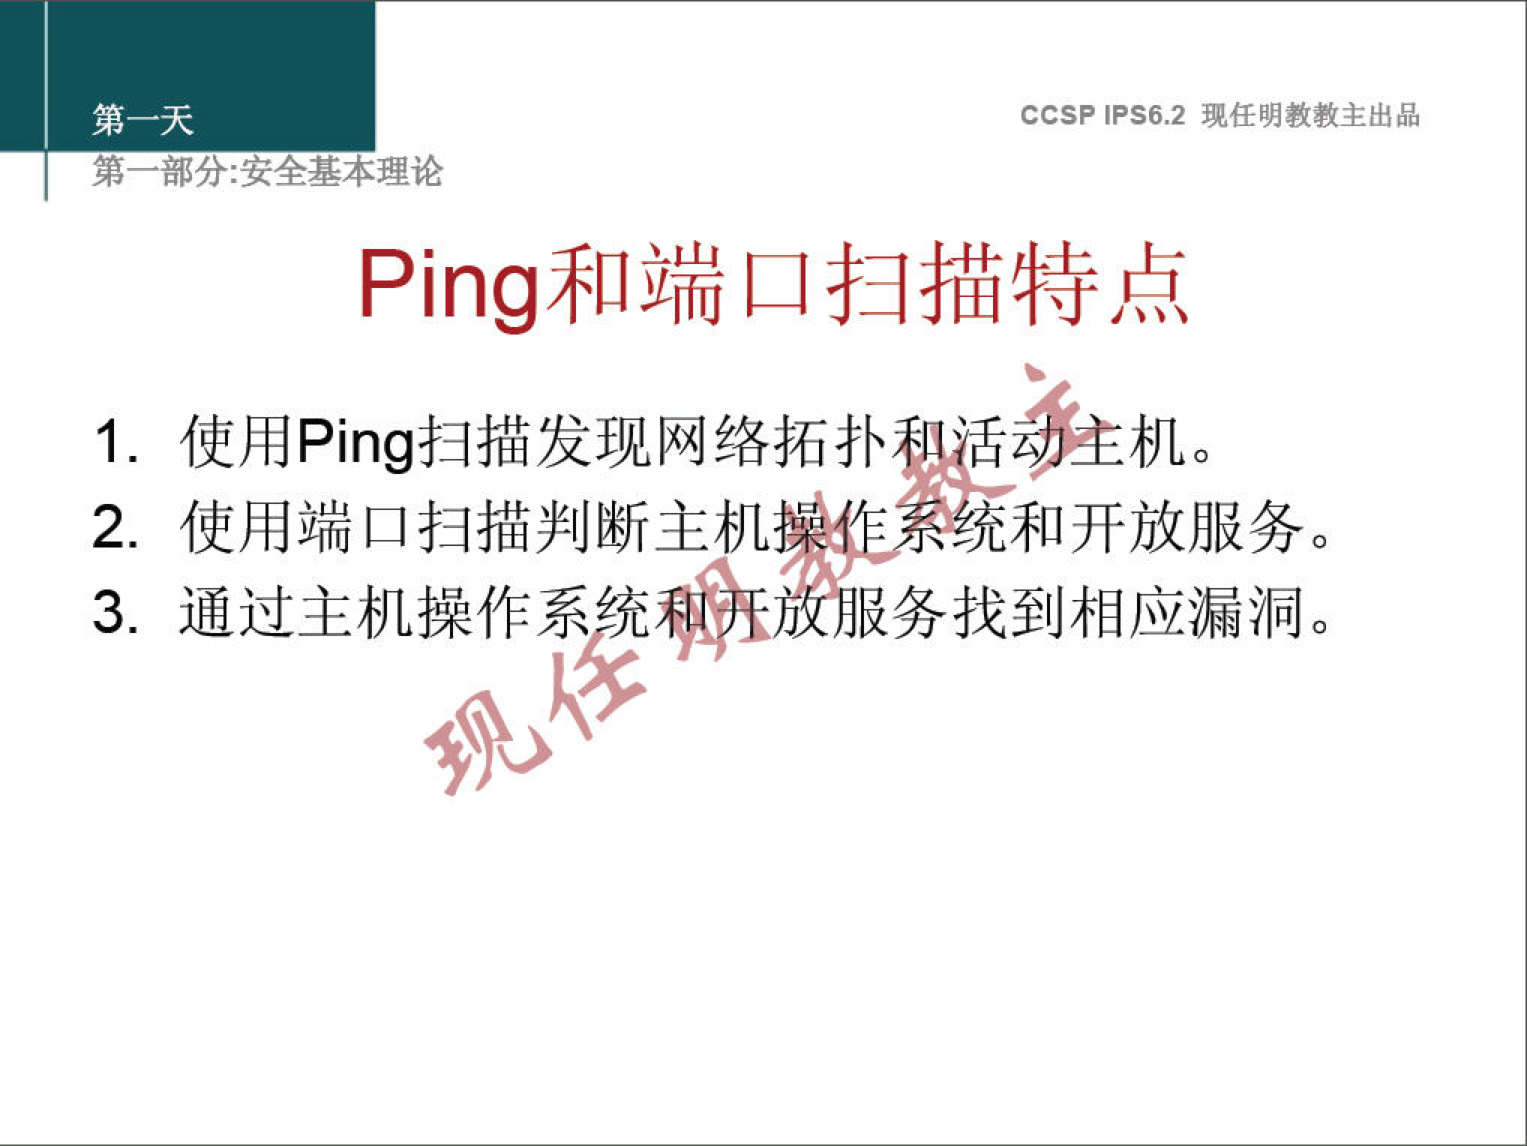 第一天
CCSP IPS6.2 现任明教教主出品
第一部分:安全基本理论
Ping和端口扫描特点
1. 使用Ping扫描发现网络拓扑和活动主机。
2. 使用端口扫描判断主机操作系统和开放服务。
3. 通过主机操作系统和开放服务找到相应漏洞。
现任明教教主